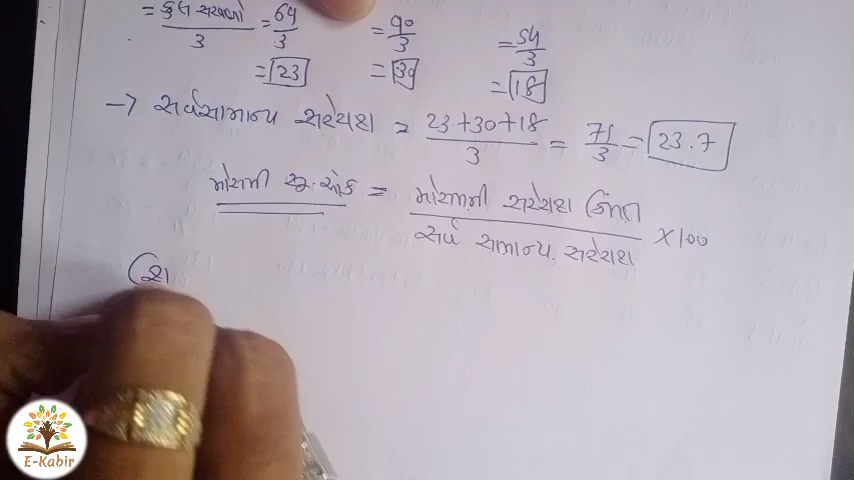 = કુલ સરવાળો / 3 = 69/3 = 90/3 = 54/3
= 23 = 30 = 18
→ સર્વસામાન્ય સરેરાશ = 23+30+18 / 3 = 71/3 = 23.7
મોસમી સૂ.આંક = મોસમની સરેરાશ કિંમત / સર્વ સામાન્ય સરેરાશ × 100
શિ
E-Kabir